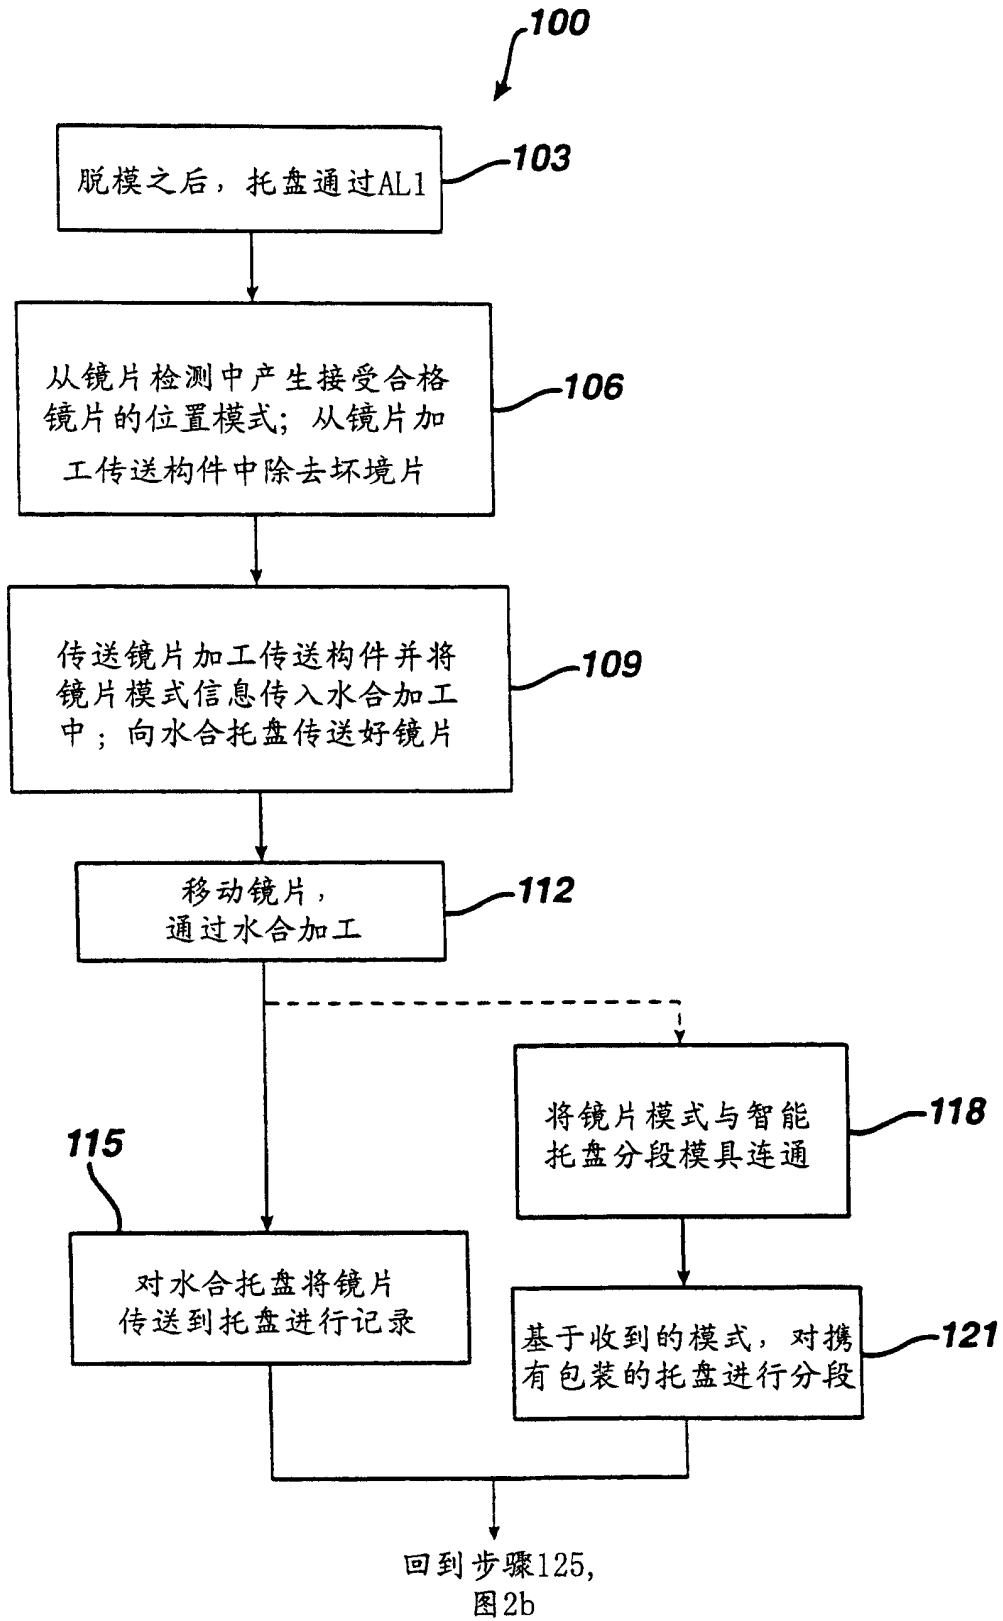 100
脱模之后，托盘通过AL1
103
从镜片检测中产生接受合格
镜片的位置模式；从镜片加
工传送构件中除去坏境片
106
传送镜片加工传送构件并将
镜片模式信息传入水合加工
中；向水合托盘传送好镜片
109
移动镜片，
通过水合加工
112
将镜片模式与智能
托盘分段模具连通
118
115
对水合托盘将镜片
传送到托盘进行记录
基于收到的模式，对携
有包装的托盘进行分段
121
回到步骤125,
图2b